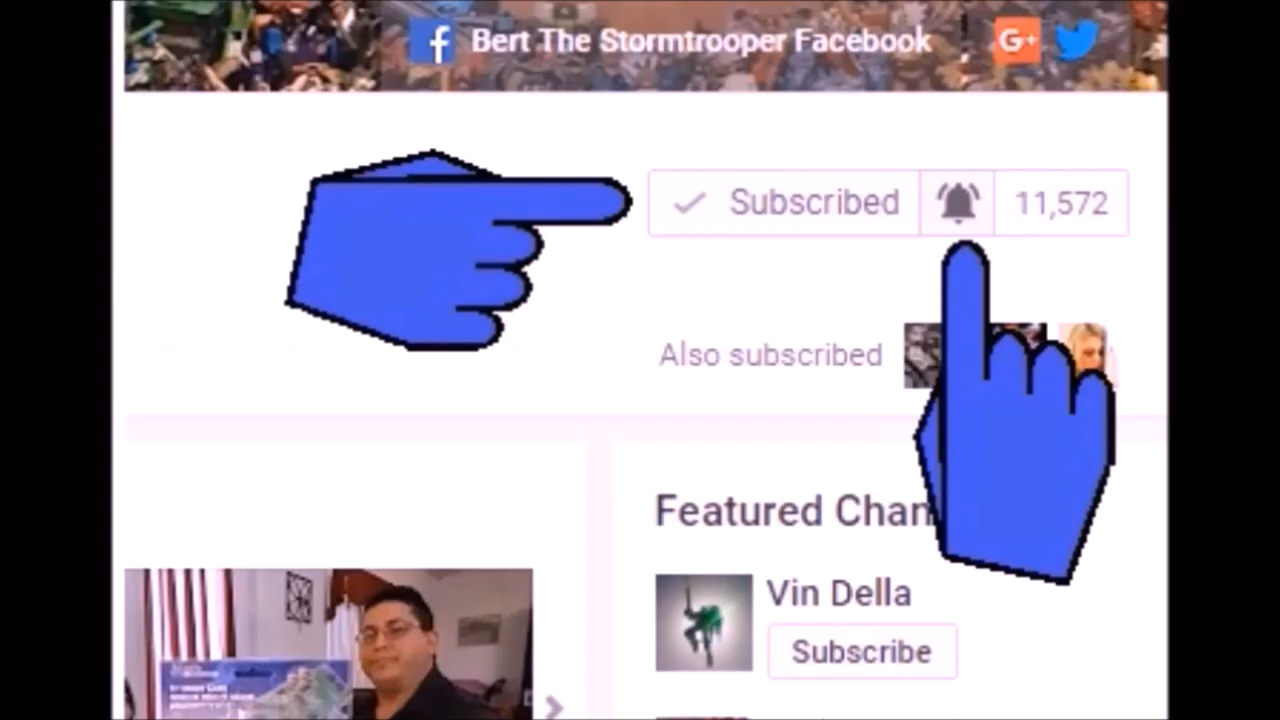 f Bert The Stormtrooper Facebook G+
Subscribed 11,572
Also subscribed
Featured Chan
Vin Della
Subscribe